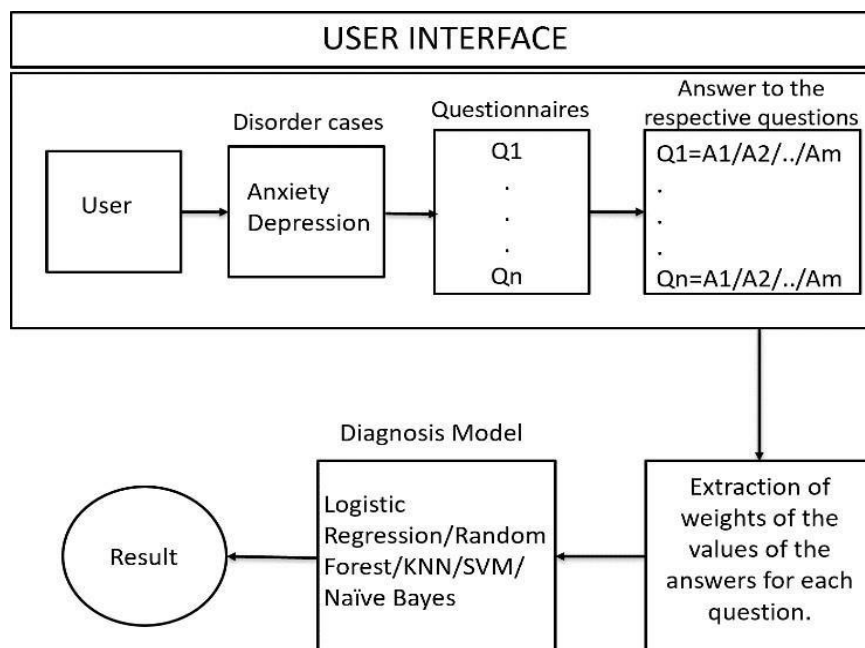 USER INTERFACE
Disorder cases
Questionnaires
Answer to the
respective questions
User
Anxiety
Depression
Q1
.
.
.
Qn
Q1=A1/A2/../Am
.
.
.
Qn=A1/A2/../Am
Diagnosis Model
Extraction of
weights of the
values of the
answers for each
question.
Logistic
Regression/Random
Forest/KNN/SVM/
Naïve Bayes
Result